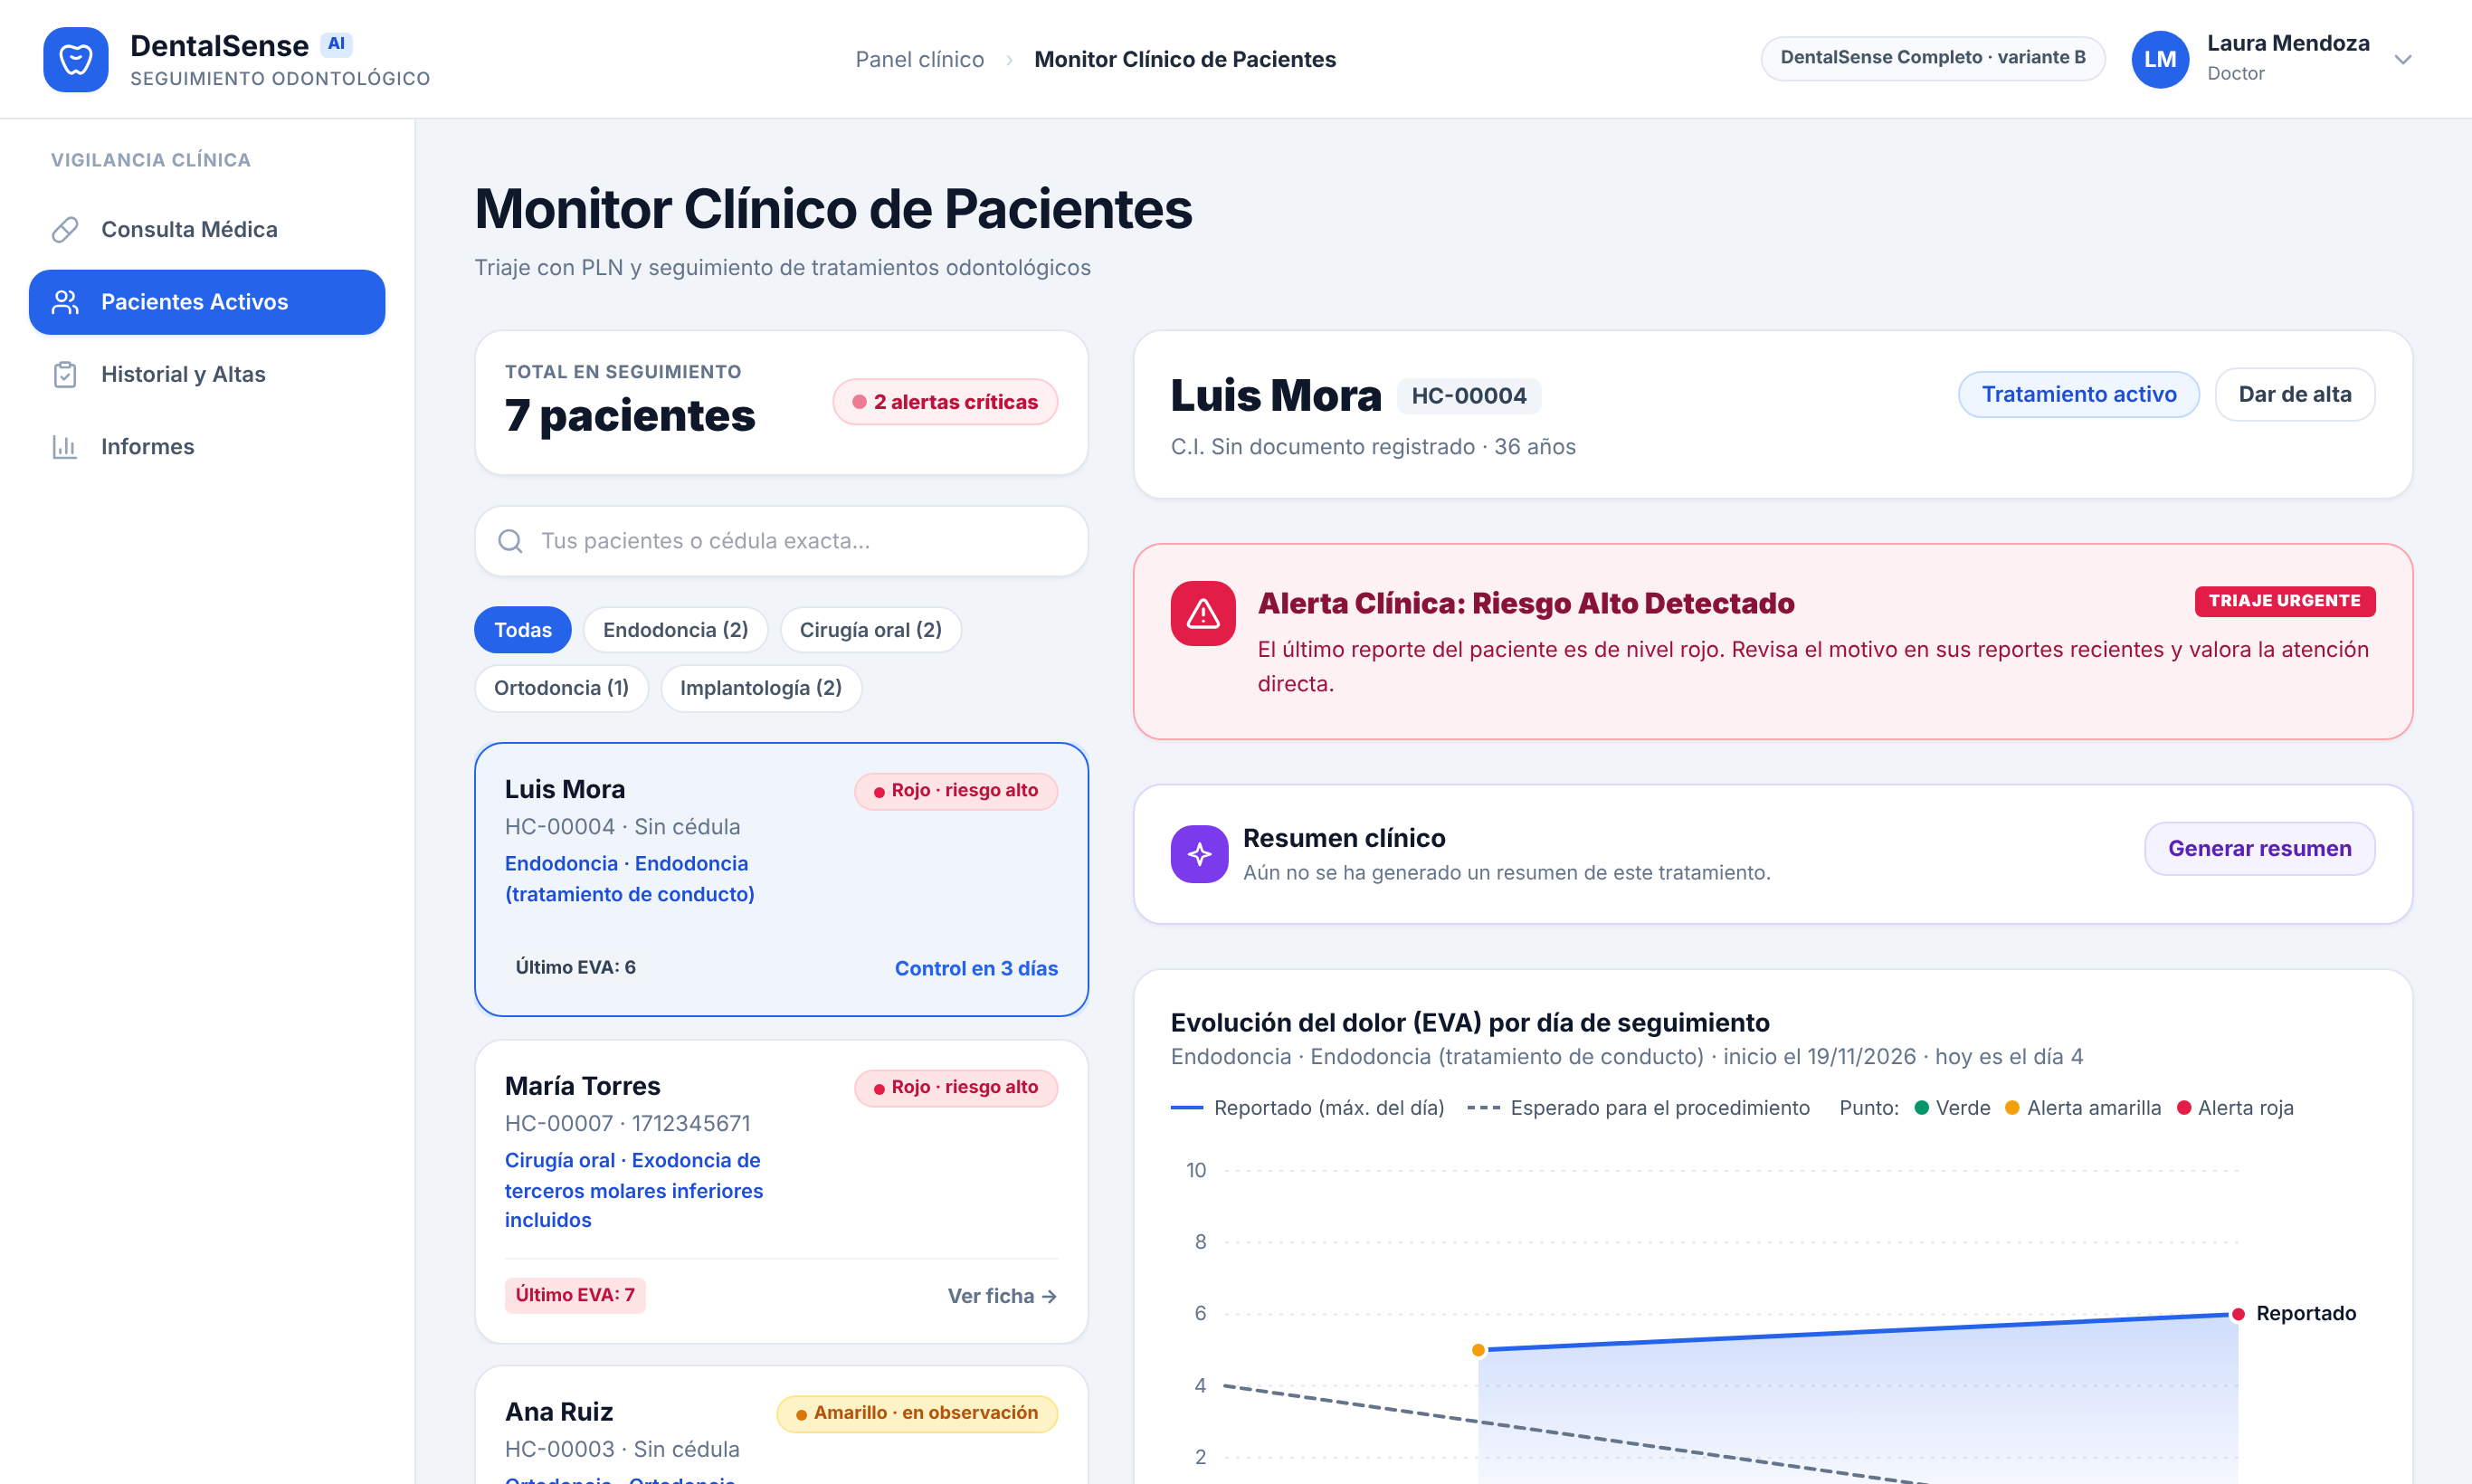 DentalSense AI
SEGUIMIENTO ODONTOLÓGICO
Panel clínico › Monitor Clínico de Pacientes
DentalSense Completo · variante B
LM
Laura Mendoza
Doctor
VIGILANCIA CLÍNICA
Consulta Médica
Pacientes Activos
Historial y Altas
Informes
Monitor Clínico de Pacientes
Triaje con PLN y seguimiento de tratamientos odontológicos
TOTAL EN SEGUIMIENTO
7 pacientes
2 alertas críticas
Tus pacientes o cédula exacta...
Todas
Endodoncia (2)
Cirugía oral (2)
Ortodoncia (1)
Implantología (2)
Luis Mora
Rojo · riesgo alto
HC-00004 · Sin cédula
Endodoncia · Endodoncia
(tratamiento de conducto)
Último EVA: 6
Control en 3 días
María Torres
Rojo · riesgo alto
HC-00007 · 1712345671
Cirugía oral · Exodoncia de
terceros molares inferiores
incluidos
Último EVA: 7
Ver ficha →
Ana Ruiz
Amarillo · en observación
HC-00003 · Sin cédula
Ortodoncia · Ortodoncia
Luis Mora HC-00004
C.I. Sin documento registrado · 36 años
Tratamiento activo
Dar de alta
Alerta Clínica: Riesgo Alto Detectado
TRIAJE URGENTE
El último reporte del paciente es de nivel rojo. Revisa el motivo en sus reportes recientes y valora la atención
directa.
Resumen clínico
Aún no se ha generado un resumen de este tratamiento.
Generar resumen
Evolución del dolor (EVA) por día de seguimiento
Endodoncia · Endodoncia (tratamiento de conducto) · inicio el 19/11/2026 · hoy es el día 4
Reportado (máx. del día) Esperado para el procedimiento Punto: Verde Alerta amarilla Alerta roja
10
8
6
4
2
Reportado